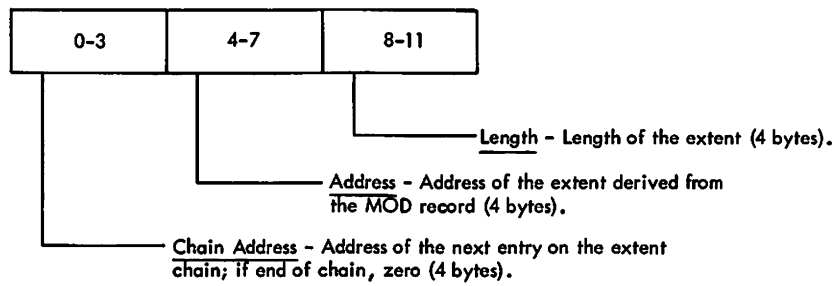 0-3 4-7 8-11
Length - Length of the extent (4 bytes).
Address - Address of the extent derived from
the MOD record (4 bytes).
Chain Address - Address of the next entry on the extent
chain; if end of chain, zero (4 bytes).